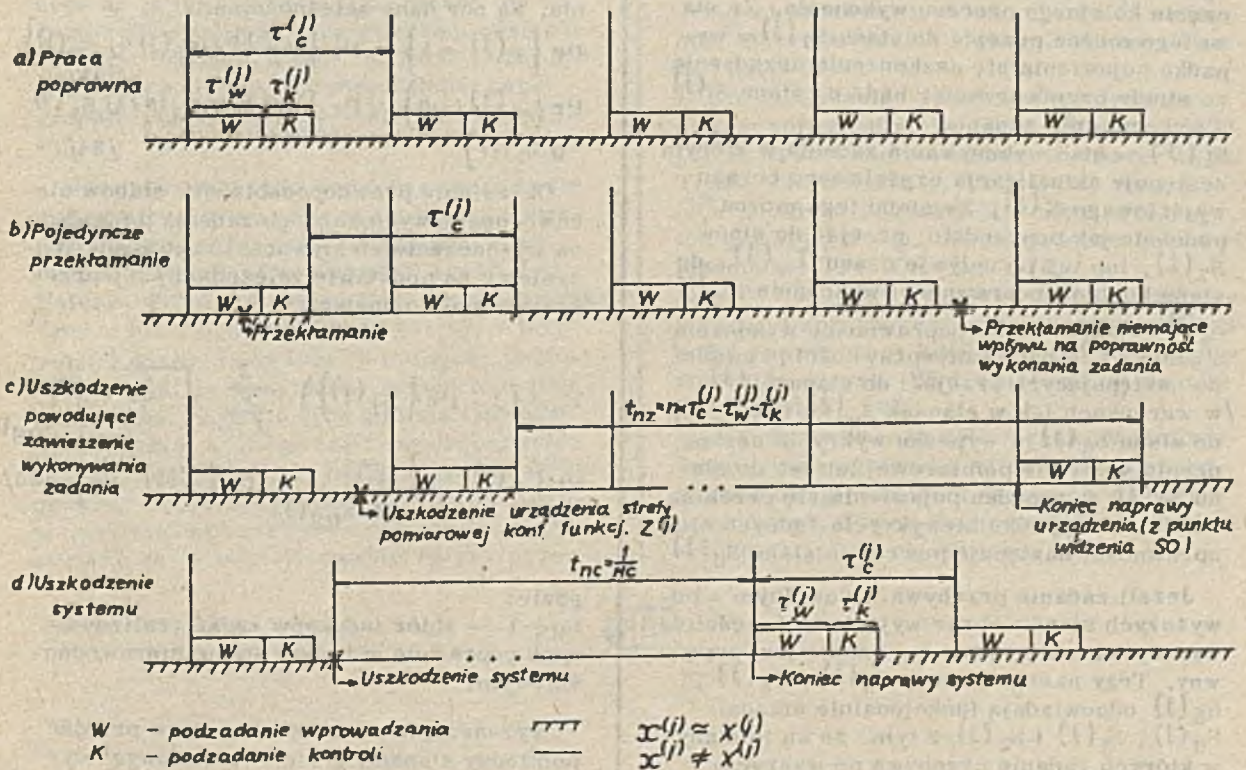 a) Praca poprawna
τ_c^(j)
τ_w^(j) τ_k^(j)
W K W K W K W K W K
b) Pojedyncze przekłamanie
τ_c^(j)
W K W K W K W K W K
Przekłamanie
Przekłamanie niemające wpływu na poprawność wykonania zadania
c) Uszkodzenie powodujące zawieszenie wykonywania zadania
t_nz = n*τ_c^(j) - τ_w^(j) - τ_k^(j)
W K W K ... W K
Uszkodzenie urządzenia strefy pomiarowej konf. funkcj. Z^(j)
Koniec naprawy urządzenia (z punktu widzenia SO)
d) Uszkodzenie systemu
t_nc = 1/μc
τ_c^(j)
τ_w^(j) τ_k^(j)
W K ... W K W K
Uszkodzenie systemu
Koniec naprawy systemu
W – podzadanie wprowadzania
x^(j) ≃ X^(j)
K – podzadanie kontroli
x^(j) ≠ X^(j)